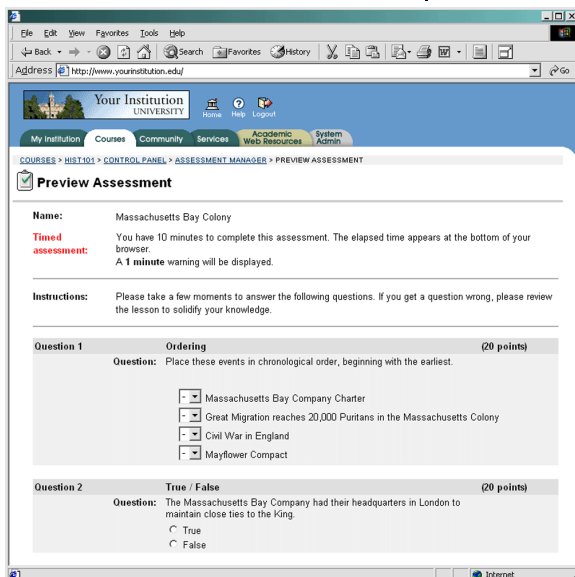 File Edit View Favorites Tools Help
Back Search Favorites History Go
Address http://www.yourinstitution.edu/
Your Institution
UNIVERSITY
Home Help Logout
My Institution Courses Community Services Academic Web Resources System Admin
COURSES > HIST101 > CONTROL PANEL > ASSESSMENT MANAGER > PREVIEW ASSESSMENT
Preview Assessment
Name: Massachusetts Bay Colony
Timed assessment: You have 10 minutes to complete this assessment. The elapsed time appears at the bottom of your
browser.
A 1 minute warning will be displayed.
Instructions: Please take a few moments to answer the following questions. If you get a question wrong, please review
the lesson to solidify your knowledge.
Question 1 Ordering (20 points)
Question: Place these events in chronological order, beginning with the earliest.
- Massachusetts Bay Company Charter
- Great Migration reaches 20,000 Puritans in the Massachusetts Colony
- Civil War in England
- Mayflower Compact
Question 2 True / False (20 points)
Question: The Massachusetts Bay Company had their headquarters in London to
maintain close ties to the King.
True
False
Internet